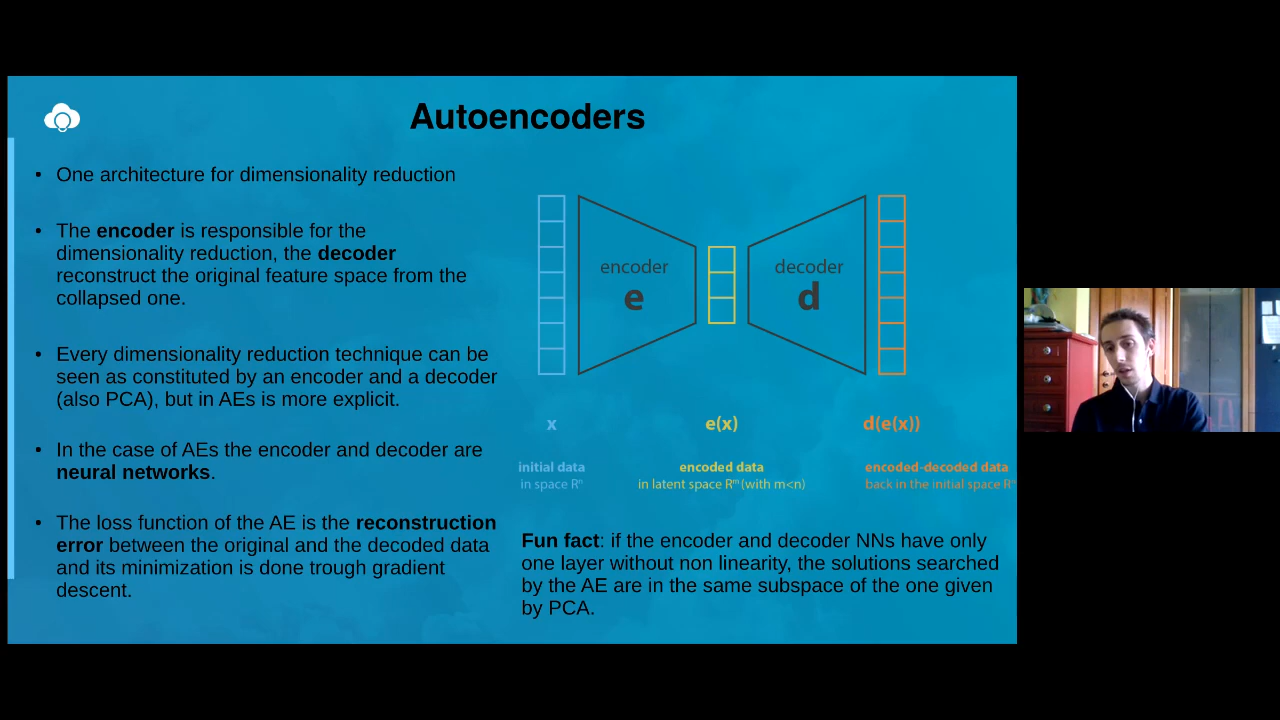 Autoencoders
• One architecture for dimensionality reduction
• The encoder is responsible for the
dimensionality reduction, the decoder
reconstruct the original feature space from the
collapsed one.
• Every dimensionality reduction technique can be
seen as constituted by an encoder and a decoder
(also PCA), but in AEs is more explicit.
• In the case of AEs the encoder and decoder are
neural networks.
• The loss function of the AE is the reconstruction
error between the original and the decoded data
and its minimization is done trough gradient
descent.
encoder
e
decoder
d
x
e(x)
d(e(x))
initial data
in space Rⁿ
encoded data
in latent space Rᵐ (with m<n)
encoded-decoded data
back in the initial space Rⁿ
Fun fact: if the encoder and decoder NNs have only
one layer without non linearity, the solutions searched
by the AE are in the same subspace of the one given
by PCA.